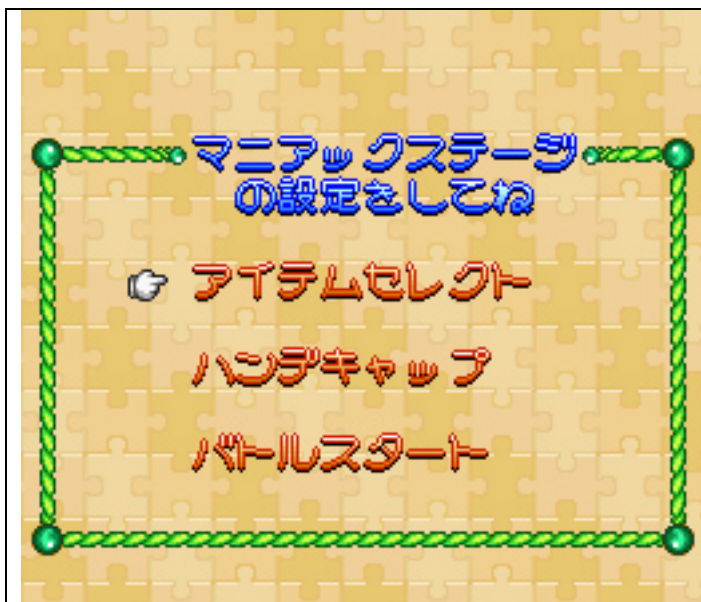 マニアックステージ
の設定をしてね
アイテムセレクト
ハンデキャップ
バトルスタート